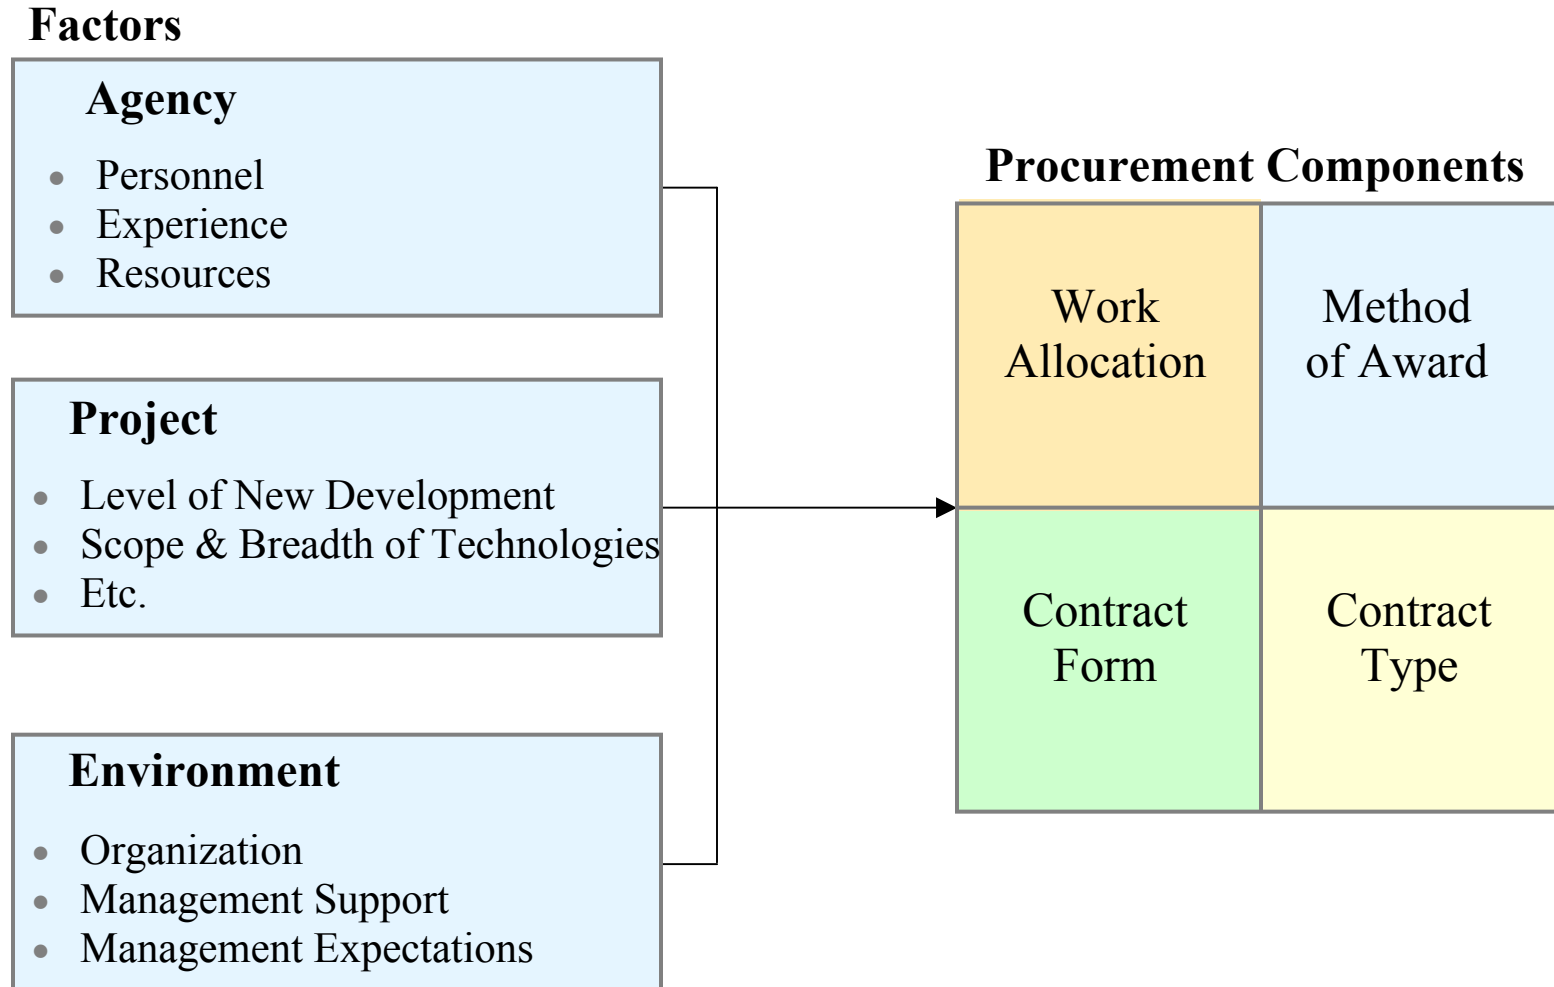 Factors
Agency
Personnel
Experience
Resources
Project
Level of New Development
Scope & Breadth of Technologies
Etc.
Environment
Organization
Management Support
Management Expectations
Procurement Components
Work
Allocation
Method
of Award
Contract
Form
Contract
Type